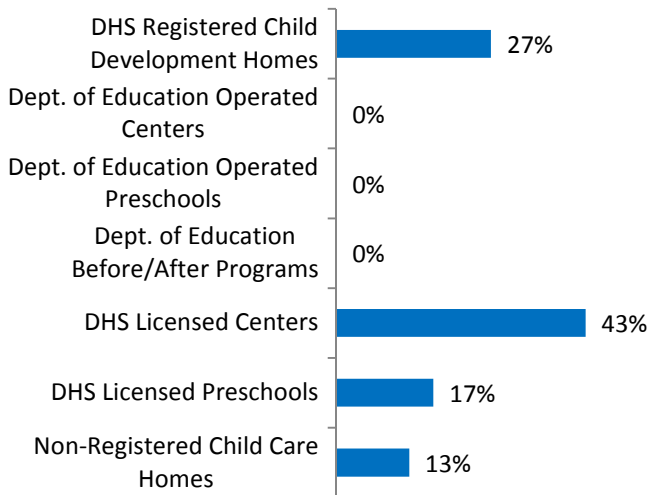 DHS Registered Child
Development Homes
27%
Dept. of Education Operated
Centers
0%
Dept. of Education Operated
Preschools
0%
Dept. of Education
Before/After Programs
0%
DHS Licensed Centers
43%
DHS Licensed Preschools
17%
Non-Registered Child Care
Homes
13%